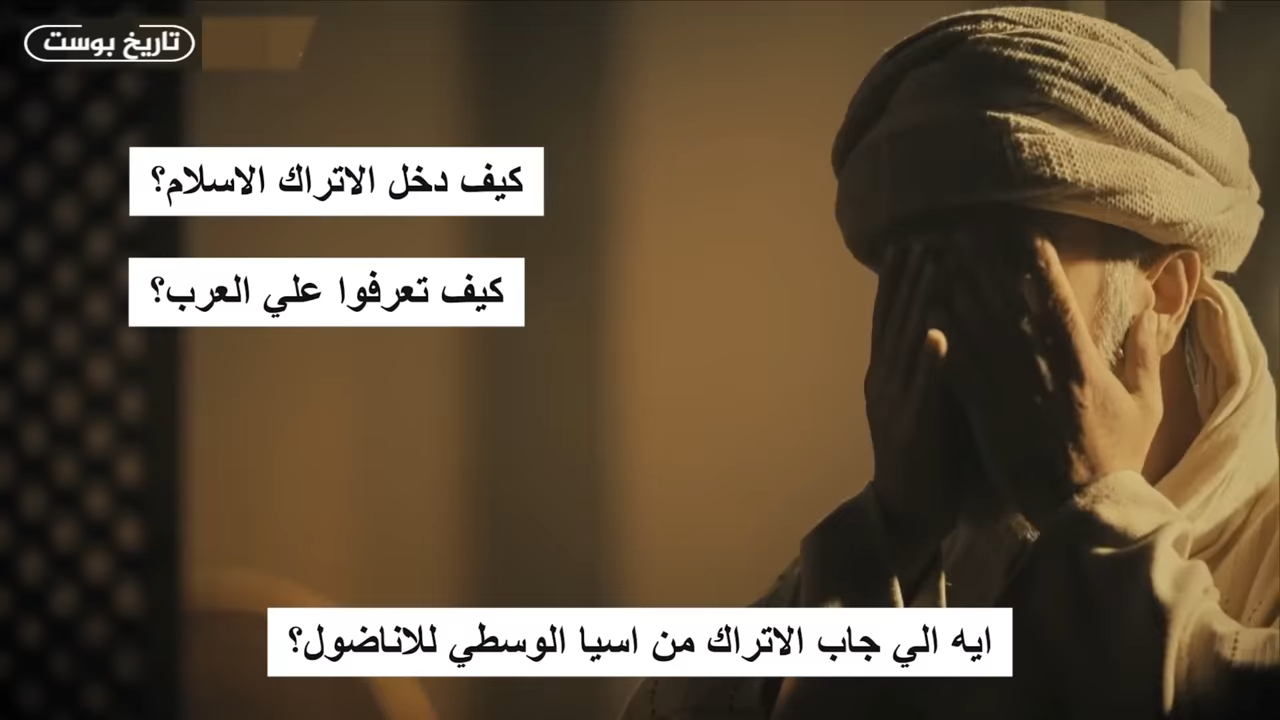 تاريخ بوست
كيف دخل الاتراك الاسلام؟
كيف تعرفوا علي العرب؟
ايه الي جاب الاتراك من اسيا الوسطي للاناضول؟